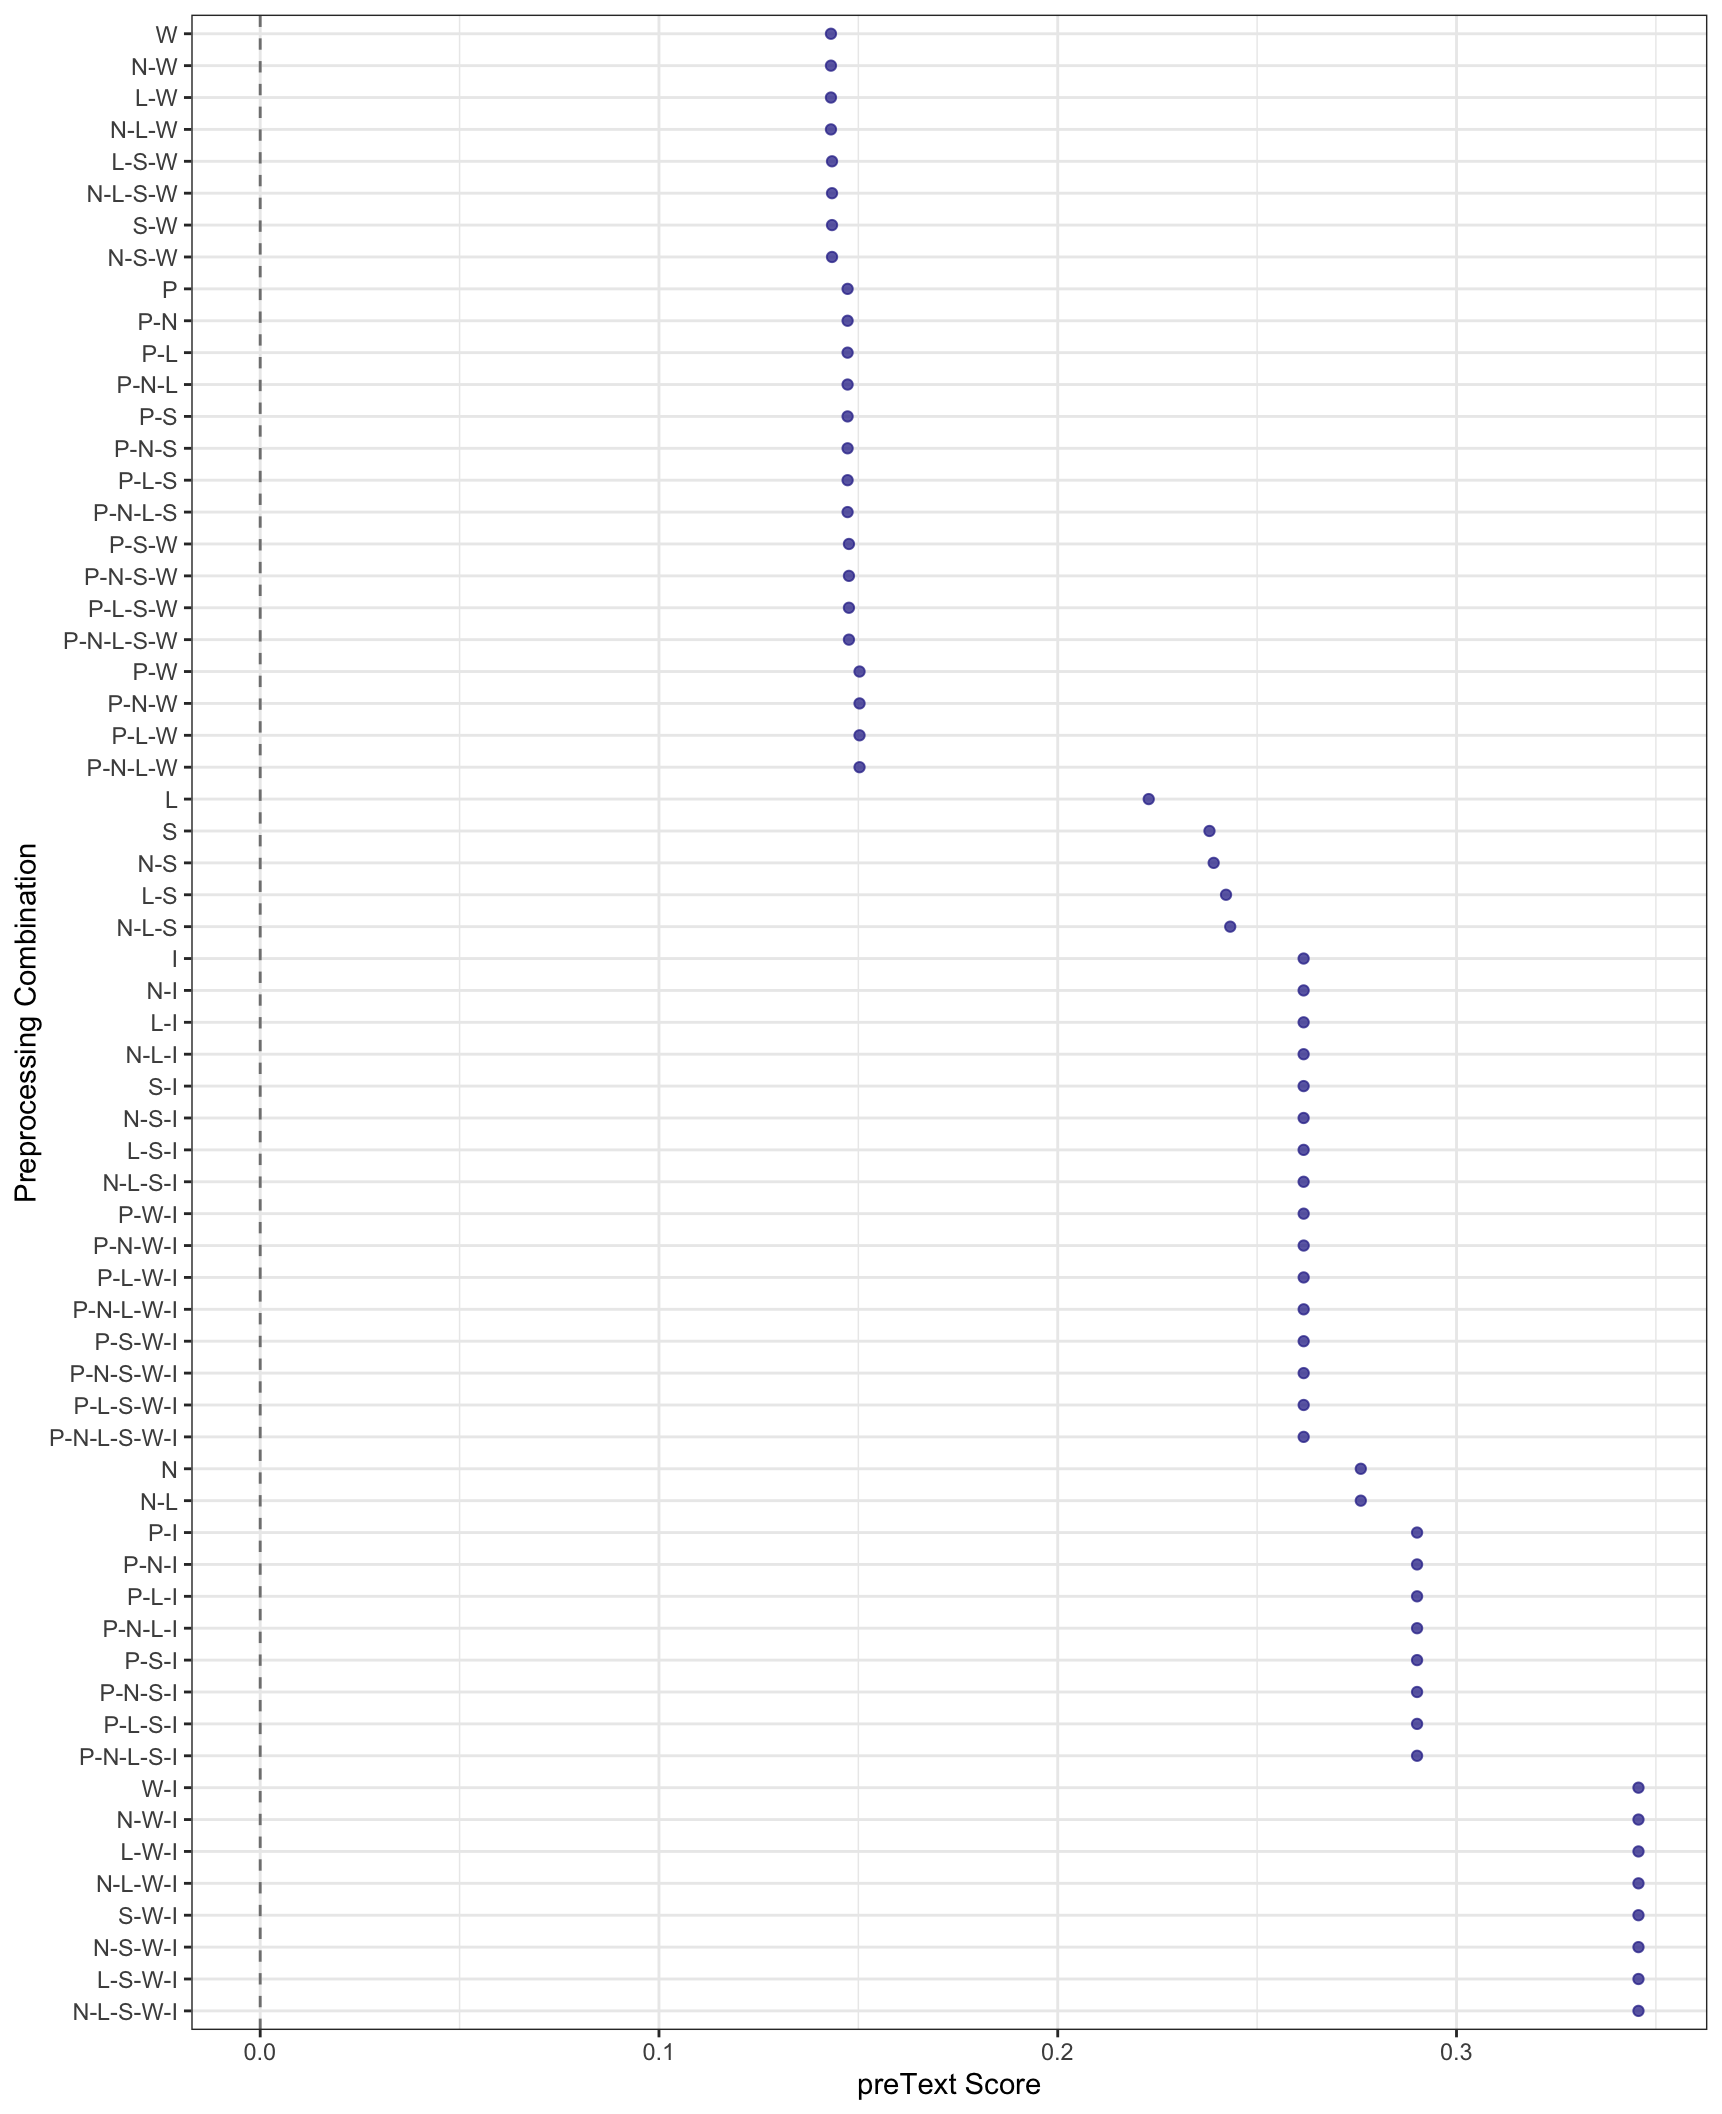 W
N-W
L-W
N-L-W
L-S-W
N-L-S-W
S-W
N-S-W
P
P-N
P-L
P-N-L
P-S
P-N-S
P-L-S
P-N-L-S
P-S-W
P-N-S-W
P-L-S-W
P-N-L-S-W
P-W
P-N-W
P-L-W
P-N-L-W
L
S
N-S
L-S
N-L-S
I
N-I
L-I
N-L-I
S-I
N-S-I
L-S-I
N-L-S-I
P-W-I
P-N-W-I
P-L-W-I
P-N-L-W-I
P-S-W-I
P-N-S-W-I
P-L-S-W-I
P-N-L-S-W-I
N
N-L
P-I
P-N-I
P-L-I
P-N-L-I
P-S-I
P-N-S-I
P-L-S-I
P-N-L-S-I
W-I
N-W-I
L-W-I
N-L-W-I
S-W-I
N-S-W-I
L-S-W-I
N-L-S-W-I
Preprocessing Combination
0.0 0.1 0.2 0.3
preText Score